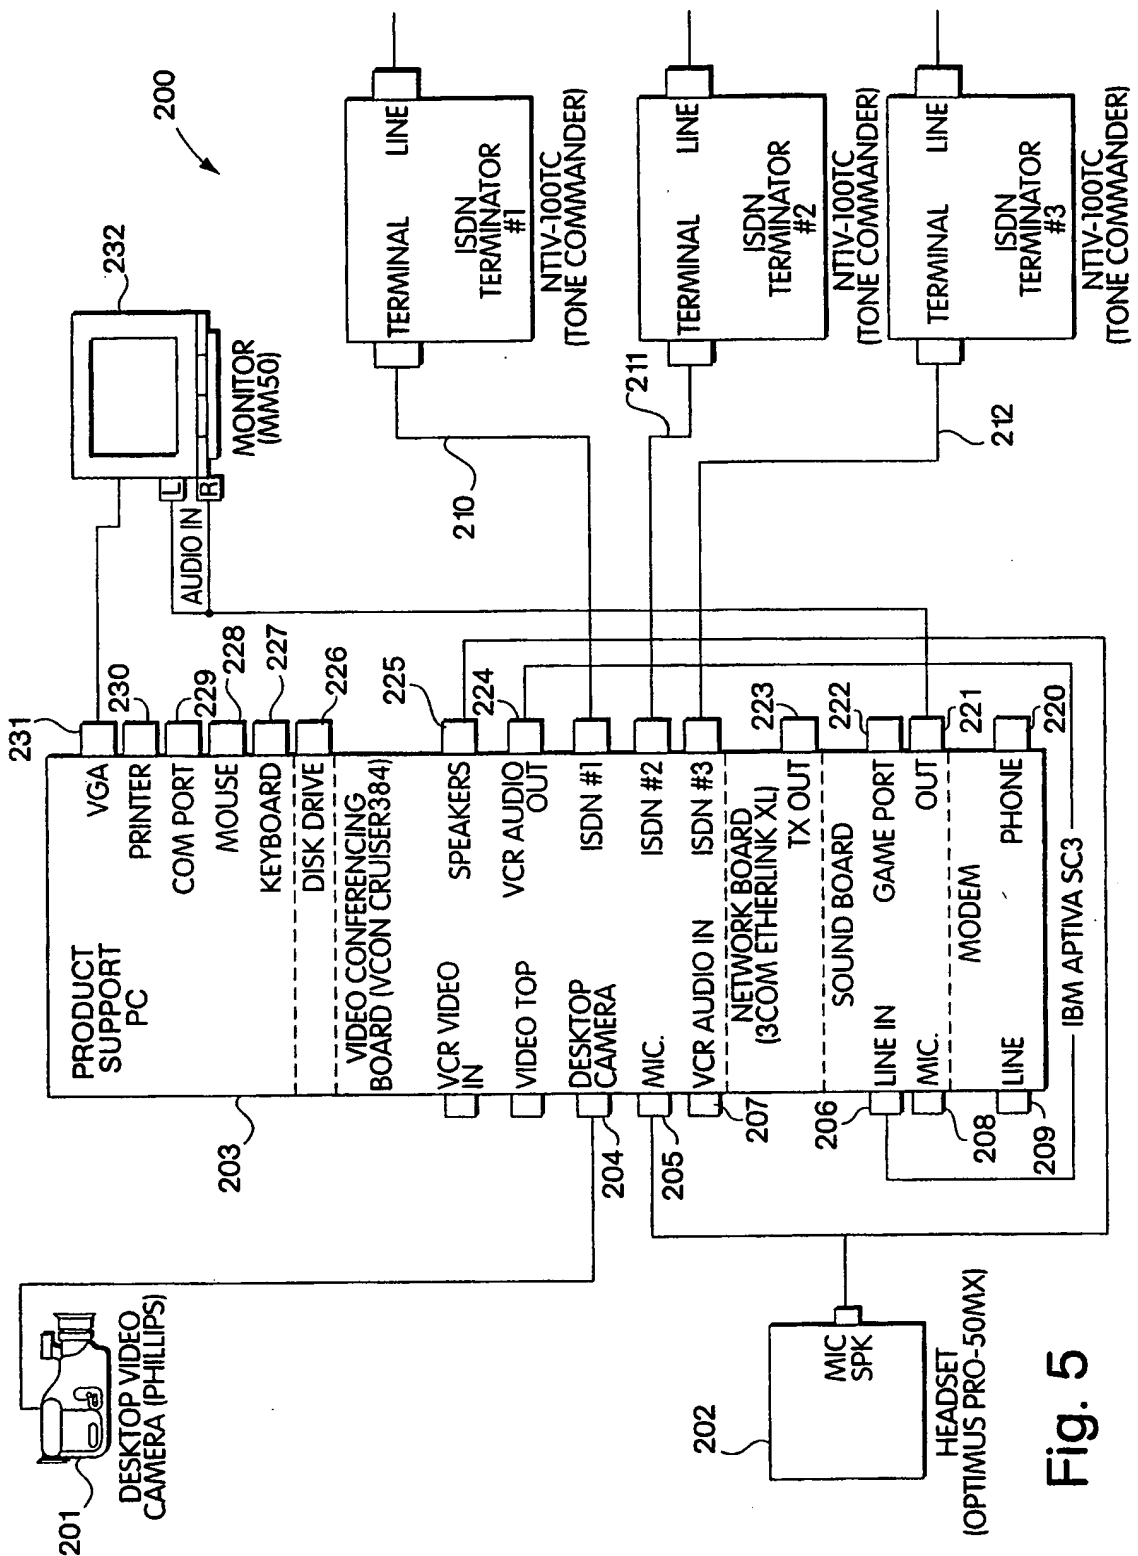 200
201
DESKTOP VIDEO
CAMERA (PHILLIPS)
203
PRODUCT
SUPPORT
PC
VGA
231
PRINTER
230
COM PORT
229
MOUSE
228
KEYBOARD
227
DISK DRIVE
226
VIDEO CONFERENCING
BOARD (VCON CRUISER384)
VCR VIDEO
IN
SPEAKERS
225
VIDEO TOP
VCR AUDIO
OUT
224
DESKTOP
CAMERA
204
ISDN #1
MIC.
205
ISDN #2
VCR AUDIO IN
207
ISDN #3
NETWORK BOARD
(3COM ETHERLINK XL)
TX OUT
223
SOUND BOARD
LINE IN
206
GAME PORT
222
MIC.
208
OUT
221
MODEM
LINE
209
PHONE
220
IBM APTIVA SC3
232
L
R
AUDIO IN
MONITOR
(MM50)
210
TERMINAL
LINE
ISDN
TERMINATOR
#1
NT1V-100TC
(TONE COMMANDER)
211
TERMINAL
LINE
ISDN
TERMINATOR
#2
NT1V-100TC
(TONE COMMANDER)
212
TERMINAL
LINE
ISDN
TERMINATOR
#3
NT1V-100TC
(TONE COMMANDER)
202
MIC
SPK
HEADSET
(OPTIMUS PRO-50MX)
Fig. 5